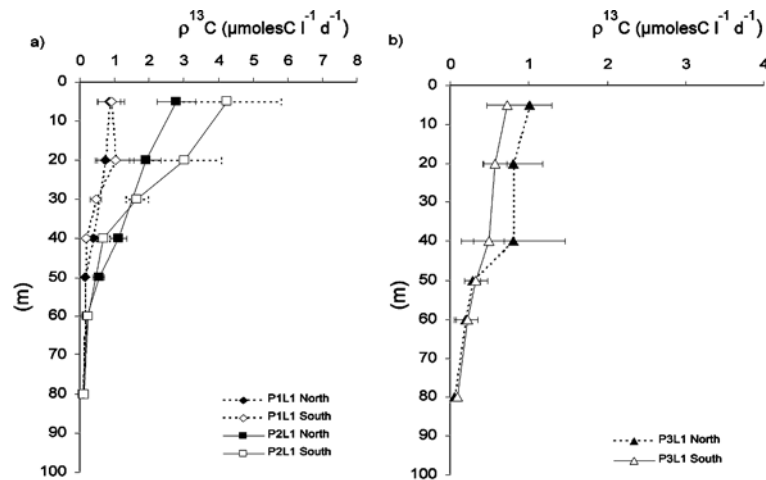 a)
ρ ¹³C (µmolesC l⁻¹ d⁻¹)
0 1 2 3 4 5 6 7 8
0
10
20
30
40
50
60
70
80
90
100
(m)
P1L1 North
P1L1 South
P2L1 North
P2L1 South
b)
ρ ¹³C (µmolesC l⁻¹ d⁻¹)
0 1 2 3 4
0
10
20
30
40
50
60
70
80
90
100
(m)
P3L1 North
P3L1 South